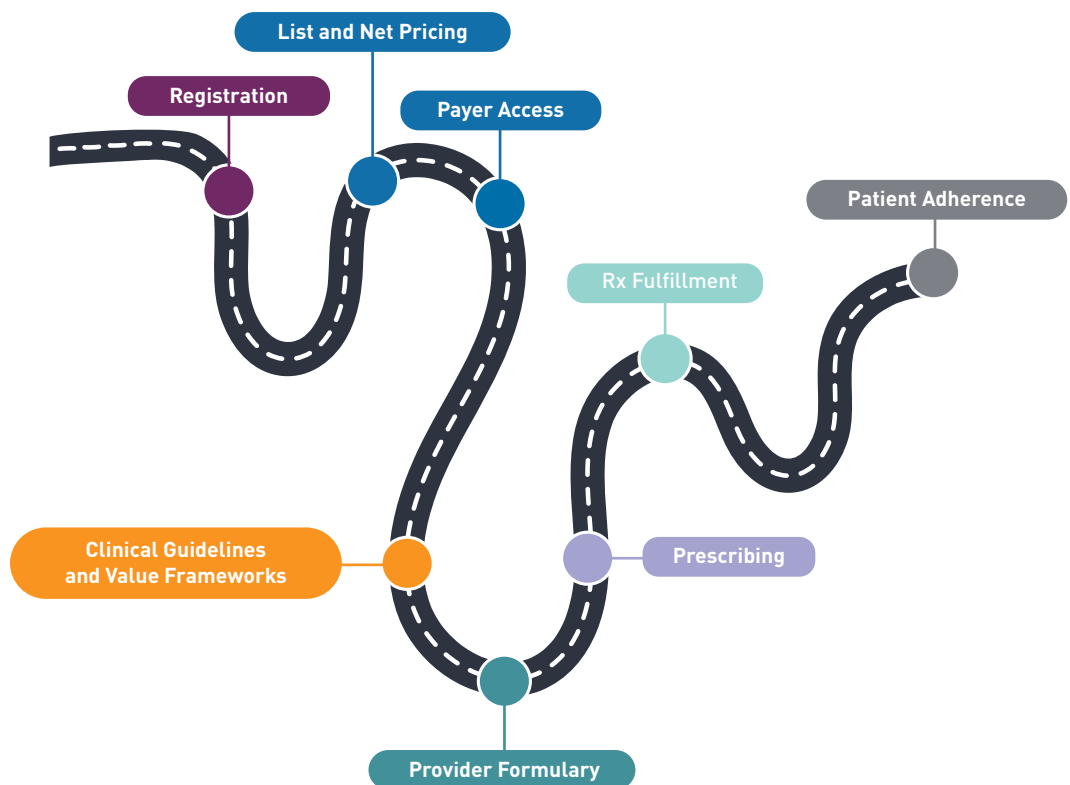 List and Net Pricing
Registration
Payer Access
Patient Adherence
Rx Fulfillment
Clinical Guidelines
and Value Frameworks
Prescribing
Provider Formulary